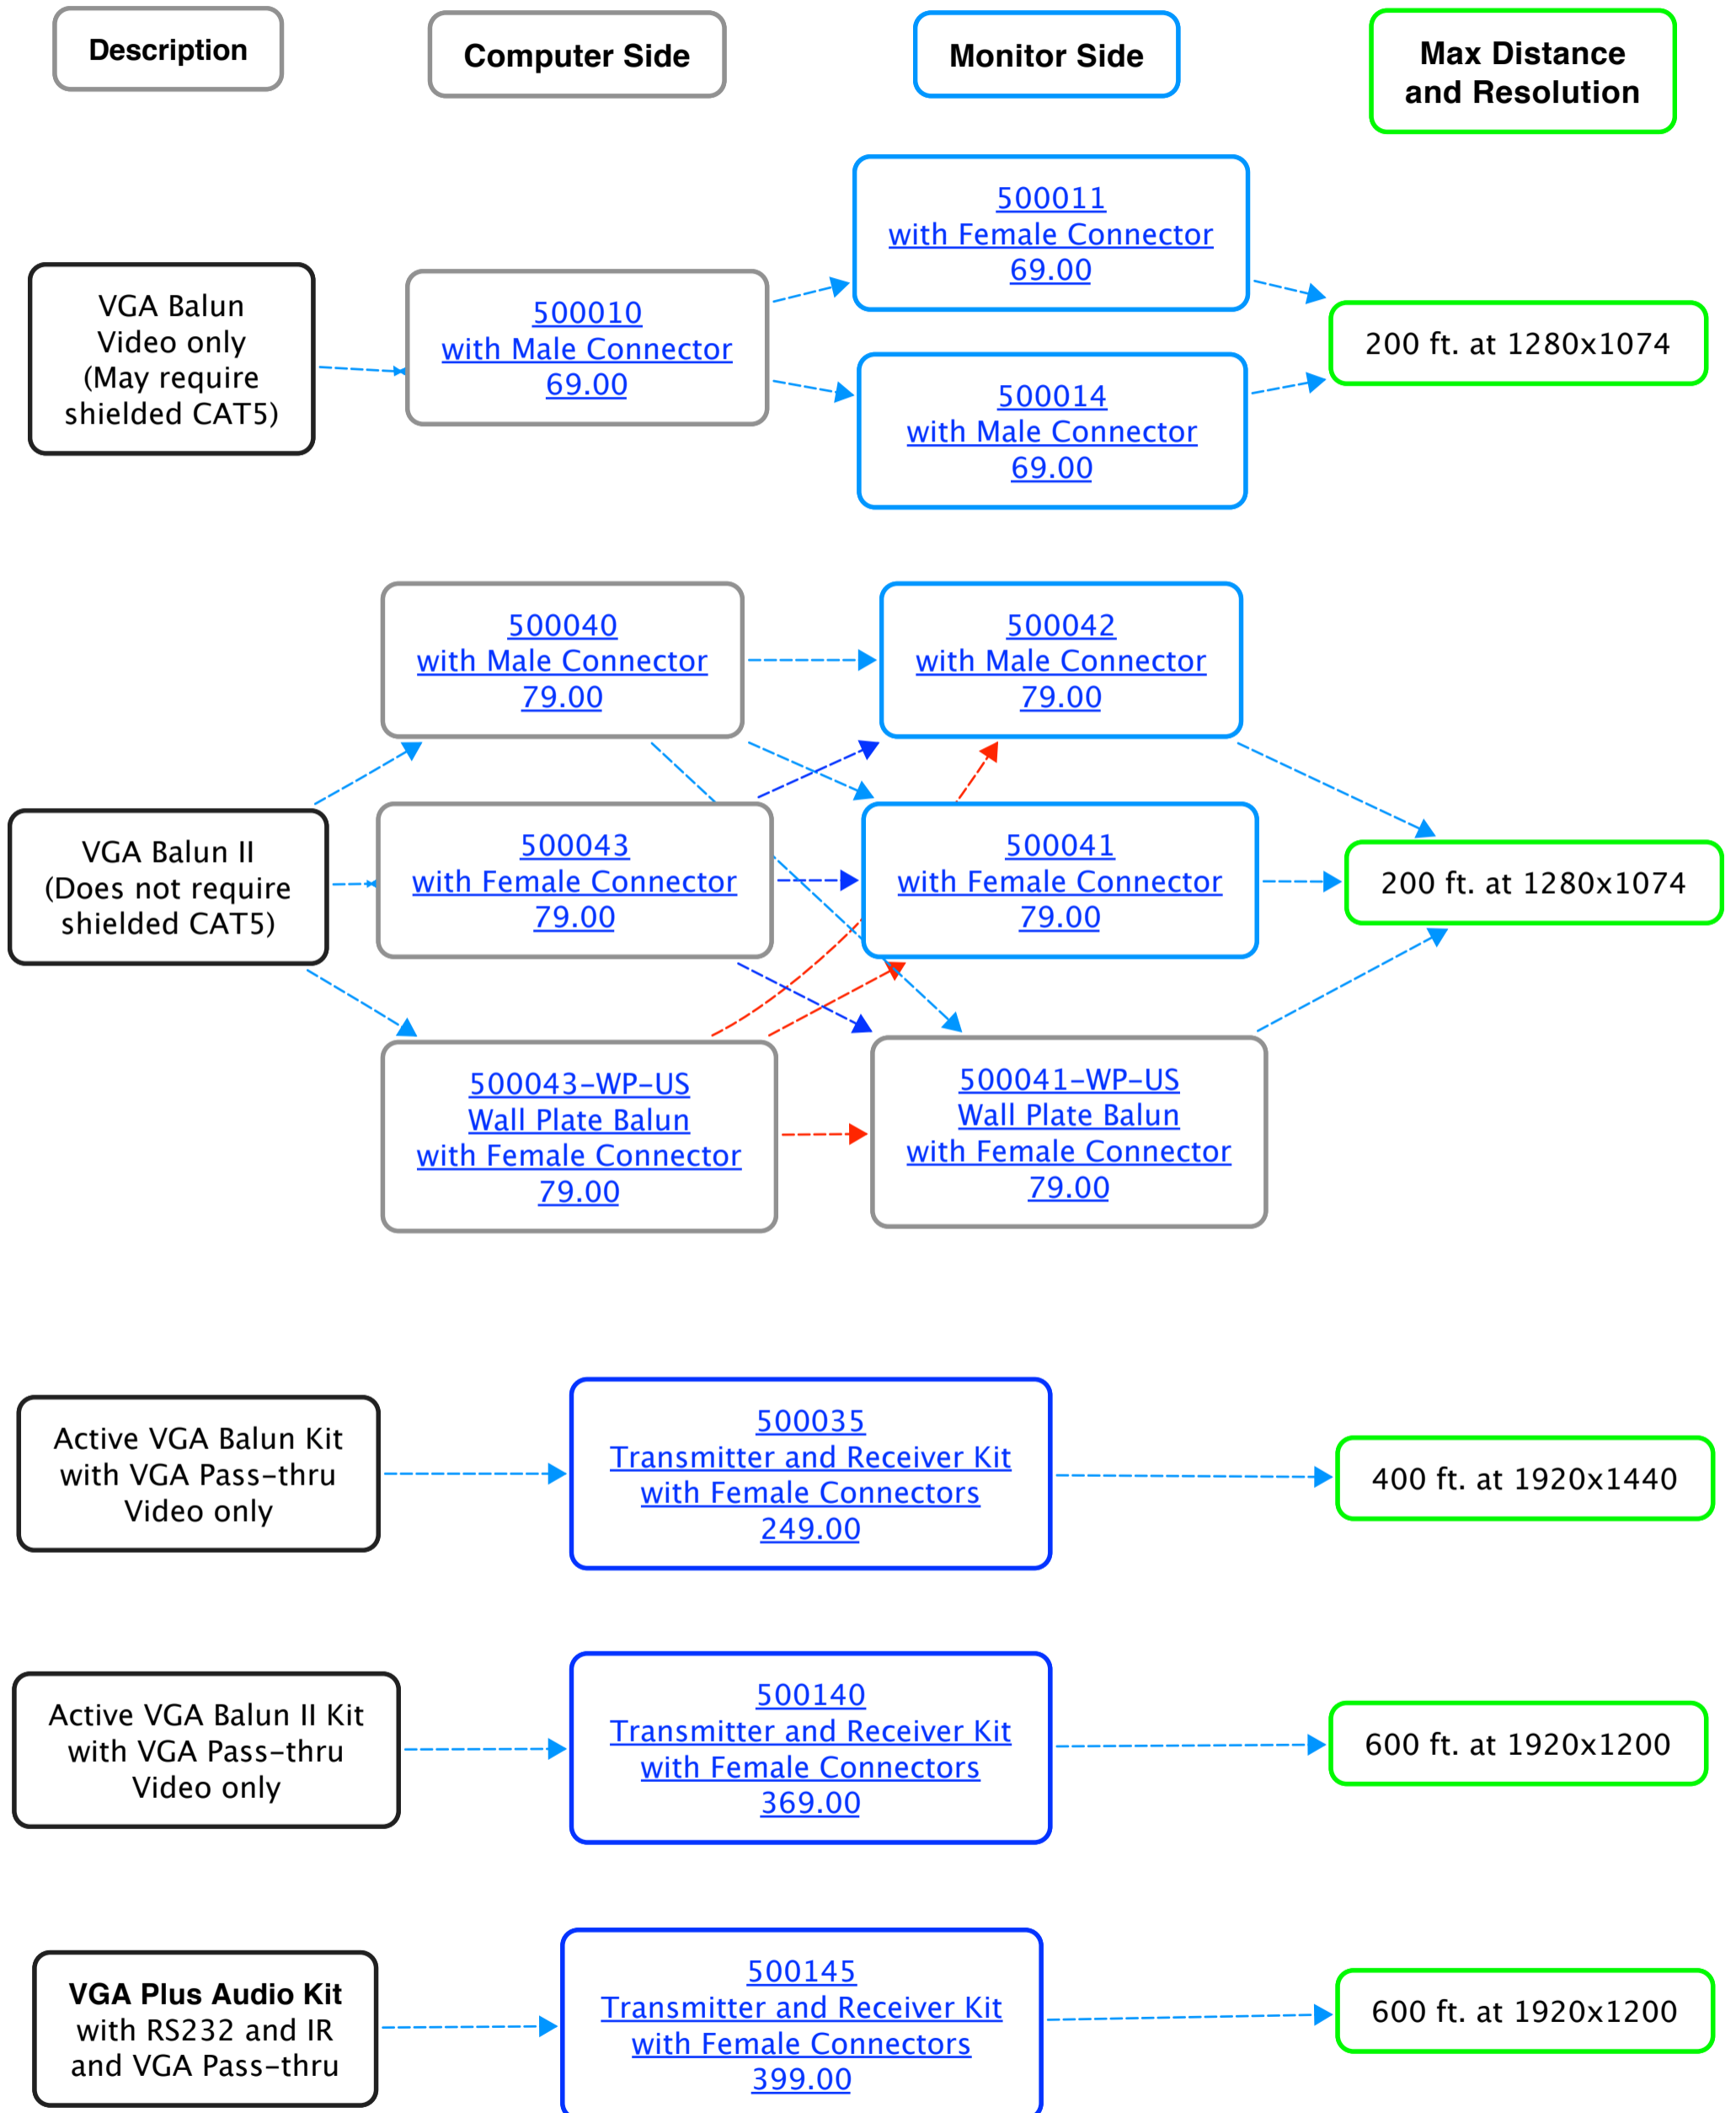 Description
Computer Side
Monitor Side
Max Distance
and Resolution
VGA Balun
Video only
(May require
shielded CAT5)
500010
with Male Connector
69.00
500011
with Female Connector
69.00
500014
with Male Connector
69.00
200 ft. at 1280x1074
VGA Balun II
(Does not require
shielded CAT5)
500040
with Male Connector
79.00
500043
with Female Connector
79.00
500043-WP-US
Wall Plate Balun
with Female Connector
79.00
500042
with Male Connector
79.00
500041
with Female Connector
79.00
500041-WP-US
Wall Plate Balun
with Female Connector
79.00
200 ft. at 1280x1074
Active VGA Balun Kit
with VGA Pass-thru
Video only
500035
Transmitter and Receiver Kit
with Female Connectors
249.00
400 ft. at 1920x1440
Active VGA Balun II Kit
with VGA Pass-thru
Video only
500140
Transmitter and Receiver Kit
with Female Connectors
369.00
600 ft. at 1920x1200
VGA Plus Audio Kit
with RS232 and IR
and VGA Pass-thru
500145
Transmitter and Receiver Kit
with Female Connectors
399.00
600 ft. at 1920x1200